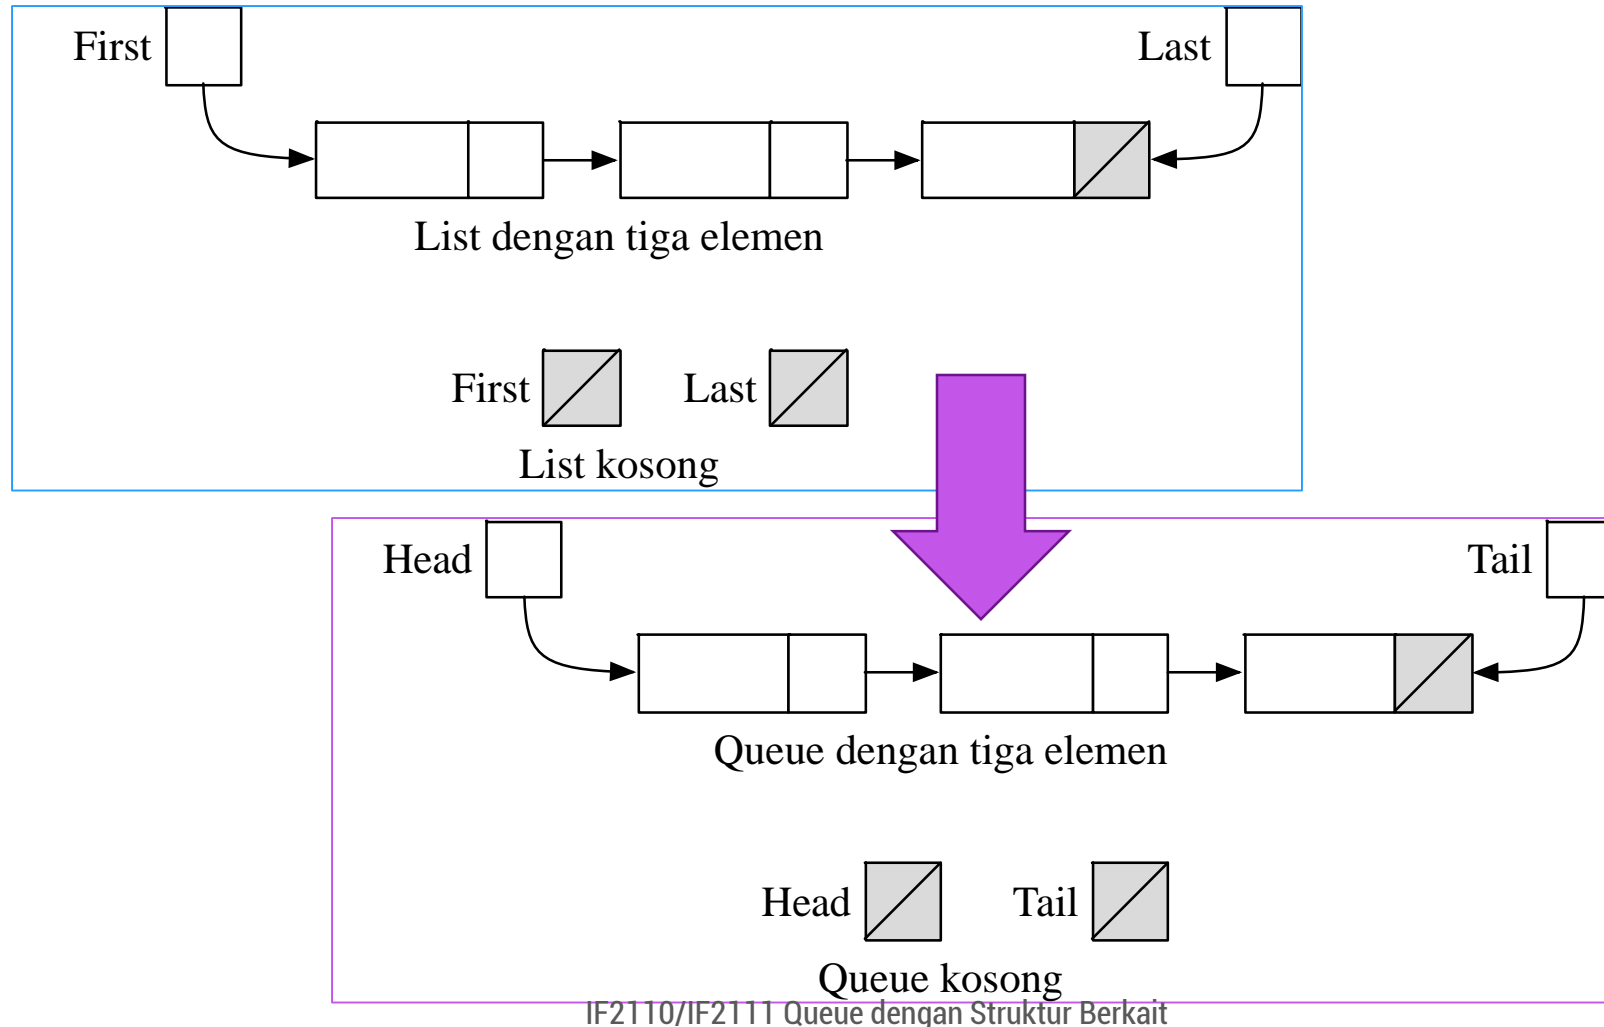 First
Last
List dengan tiga elemen
First
Last
List kosong
Head
Tail
Queue dengan tiga elemen
Head
Tail
Queue kosong
IF2110/IF2111 Queue dengan Struktur Berkait